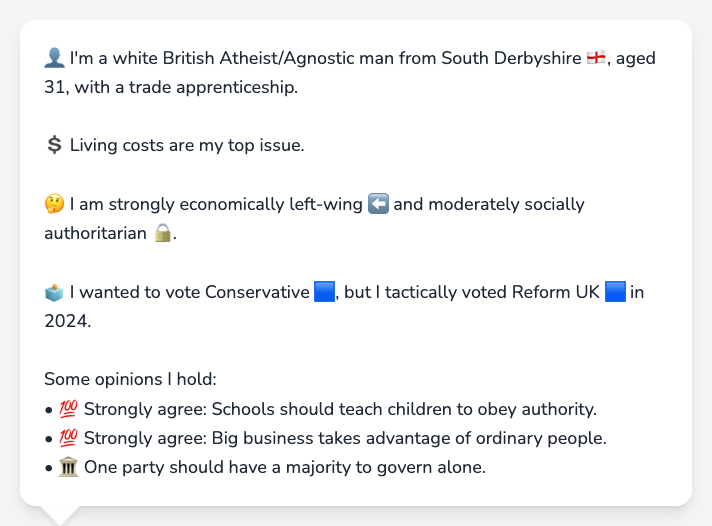 👤 I'm a white British Atheist/Agnostic man from South Derbyshire 🏴󠁧󠁢󠁥󠁮󠁧󠁿, aged
31, with a trade apprenticeship.
💲 Living costs are my top issue.
🤔 I am strongly economically left-wing ⬅️ and moderately socially
authoritarian 🔒.
🗳️ I wanted to vote Conservative 🟦, but I tactically voted Reform UK 🟦 in
2024.
Some opinions I hold:
• 💯 Strongly agree: Schools should teach children to obey authority.
• 💯 Strongly agree: Big business takes advantage of ordinary people.
• 🏛️ One party should have a majority to govern alone.